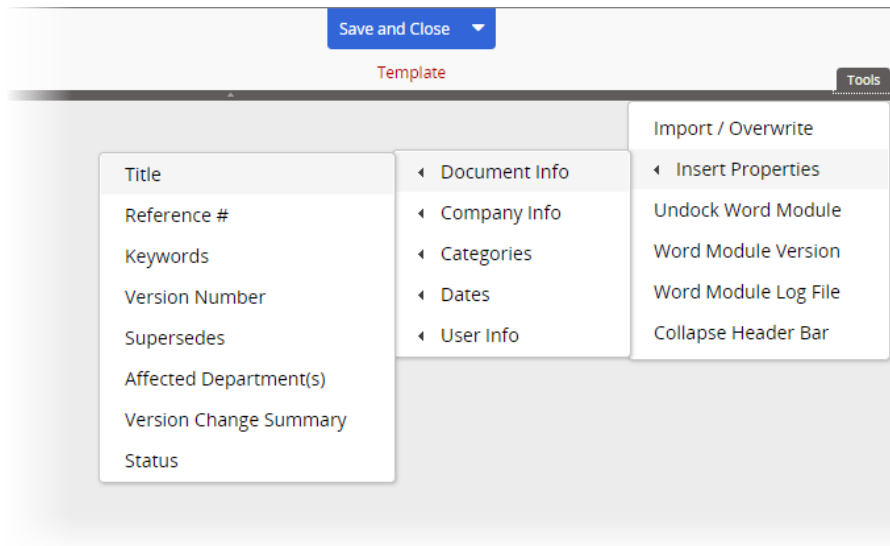 Save and Close
Template
Tools
Import / Overwrite
Insert Properties
Undock Word Module
Word Module Version
Word Module Log File
Collapse Header Bar
Document Info
Company Info
Categories
Dates
User Info
Title
Reference #
Keywords
Version Number
Supersedes
Affected Department(s)
Version Change Summary
Status